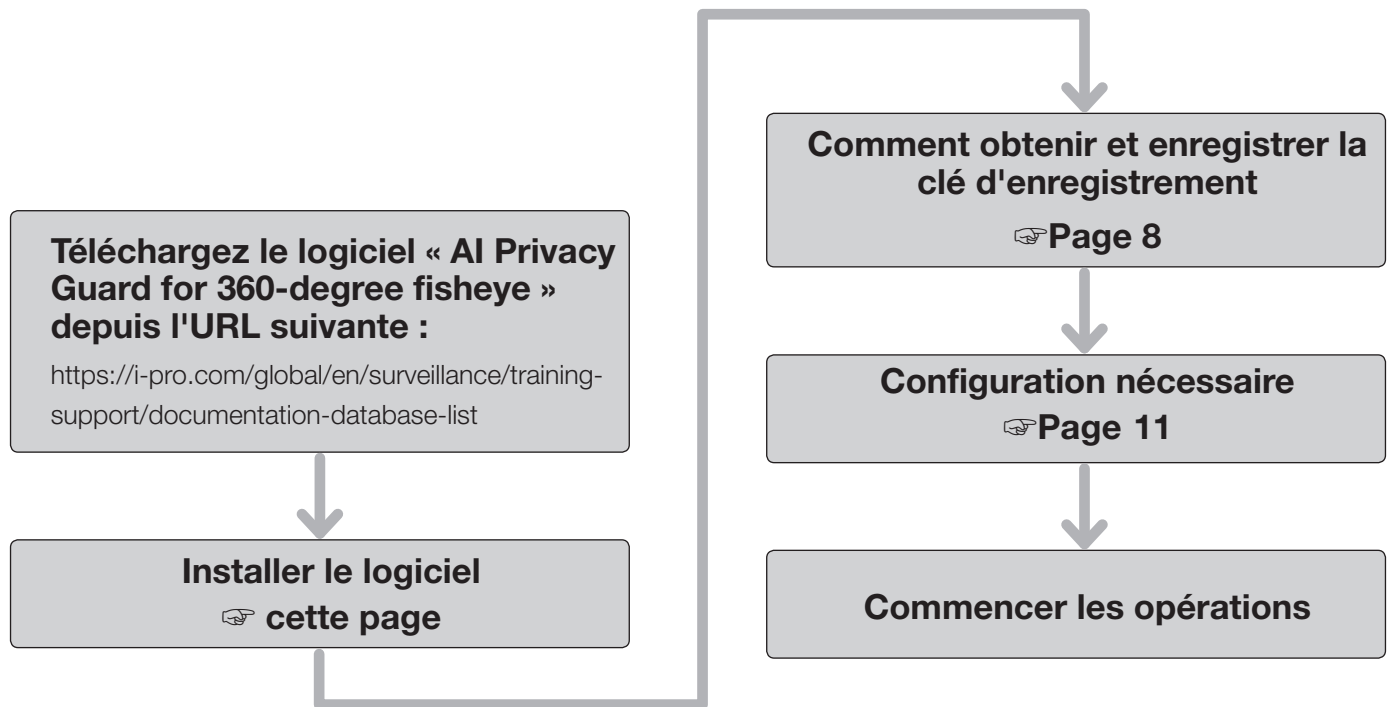 Téléchargez le logiciel « AI Privacy
Guard for 360-degree fisheye »
depuis l'URL suivante :
https://i-pro.com/global/en/surveillance/training-
support/documentation-database-list
Installer le logiciel
☞ cette page
Comment obtenir et enregistrer la
clé d'enregistrement
☞Page 8
Configuration nécessaire
☞Page 11
Commencer les opérations